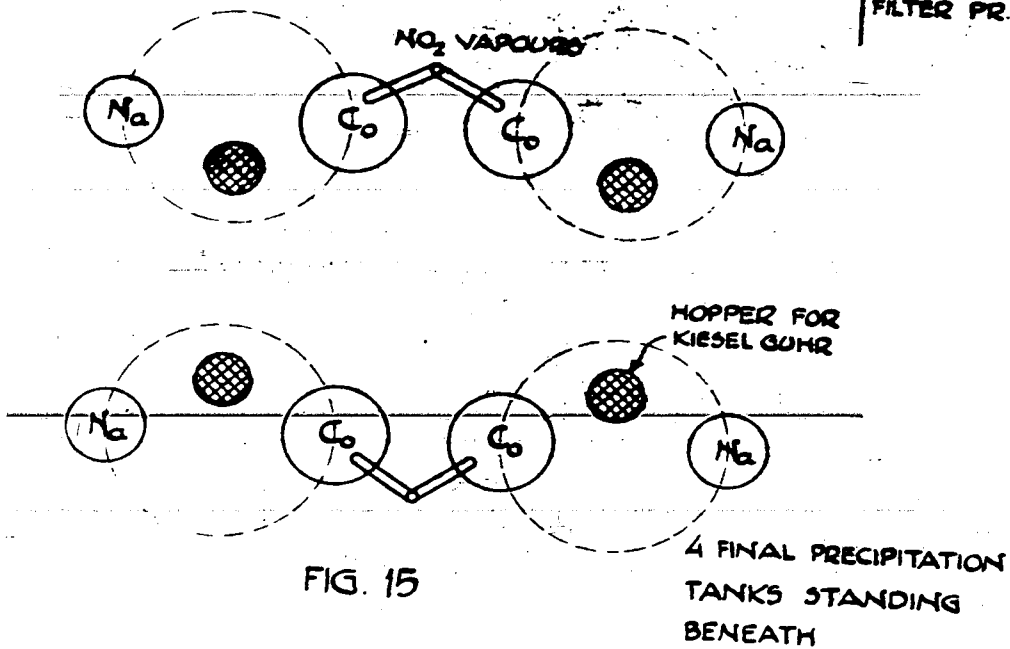 FILTER PR.
NO₂ VAPOURS
Na
Co
Co
Na
HOPPER FOR
KIESEL GUHR
Na
Co
Co
Na
4 FINAL PRECIPITATION
TANKS STANDING
BENEATH
FIG. 15